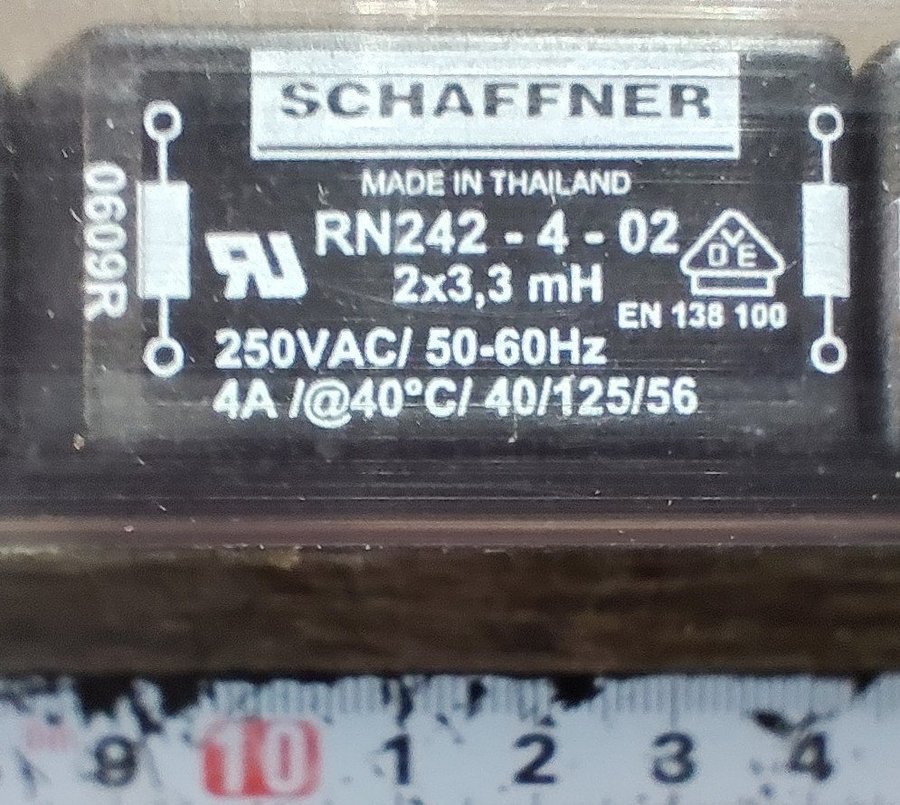 SCHAFFNER
MADE IN THAILAND
RN242 - 4 - 02
2x3,3 mH
VDE
EN 138 100
250VAC/ 50-60Hz
4A /@40°C/ 40/125/56
0609R
9 10 1 2 3 4